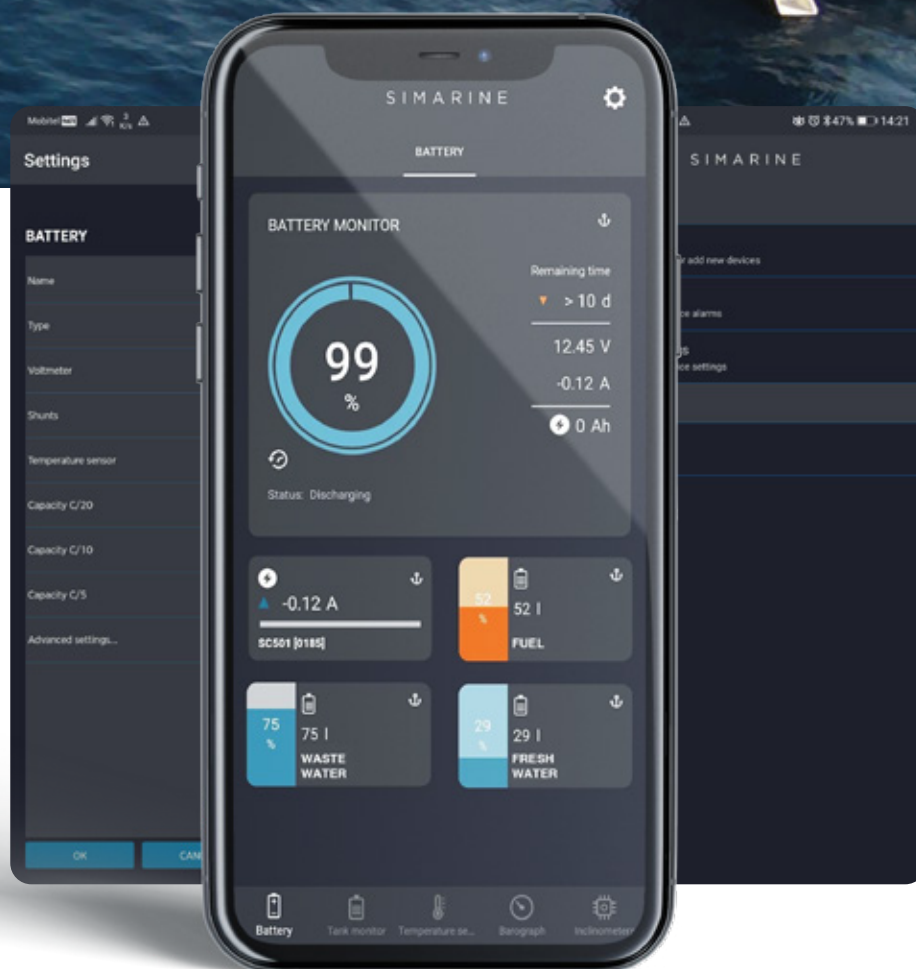 Mobitel
3
K/s
Settings
BATTERY
Name
Type
Voltmeter
Shunts
Temperature sensor
Capacity C/20
Capacity C/10
Capacity C/5
Advanced settings...
OK
SIMARINE
BATTERY
BATTERY MONITOR
99
%
Remaining time
> 10 d
12.45 V
-0.12 A
0 Ah
Status: Discharging
-0.12 A
SC501 [0185]
52
%
52 l
FUEL
75
%
75 l
WASTE
WATER
29
%
29 l
FRESH
WATER
Battery
Tank monitor
Temperature se...
Barograph
Inclinometer
47% 14:21
SIMARINE
add new devices
alarms
settings